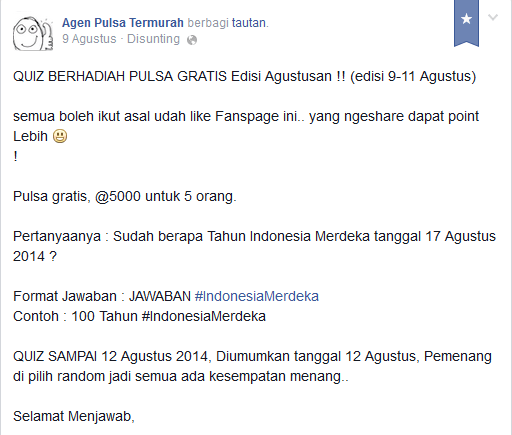 Agen Pulsa Termurah berbagi tautan.
9 Agustus · Disunting ·
QUIZ BERHADIAH PULSA GRATIS Edisi Agustusan !! (edisi 9-11 Agustus)
semua boleh ikut asal udah like Fanspage ini.. yang ngeshare dapat point
Lebih 😃
!
Pulsa gratis, @5000 untuk 5 orang.
Pertanyaanya : Sudah berapa Tahun Indonesia Merdeka tanggal 17 Agustus
2014 ?
Format Jawaban : JAWABAN #IndonesiaMerdeka
Contoh : 100 Tahun #IndonesiaMerdeka
QUIZ SAMPAI 12 Agustus 2014, Diumumkan tanggal 12 Agustus, Pemenang
di pilih random jadi semua ada kesempatan menang..
Selamat Menjawab,